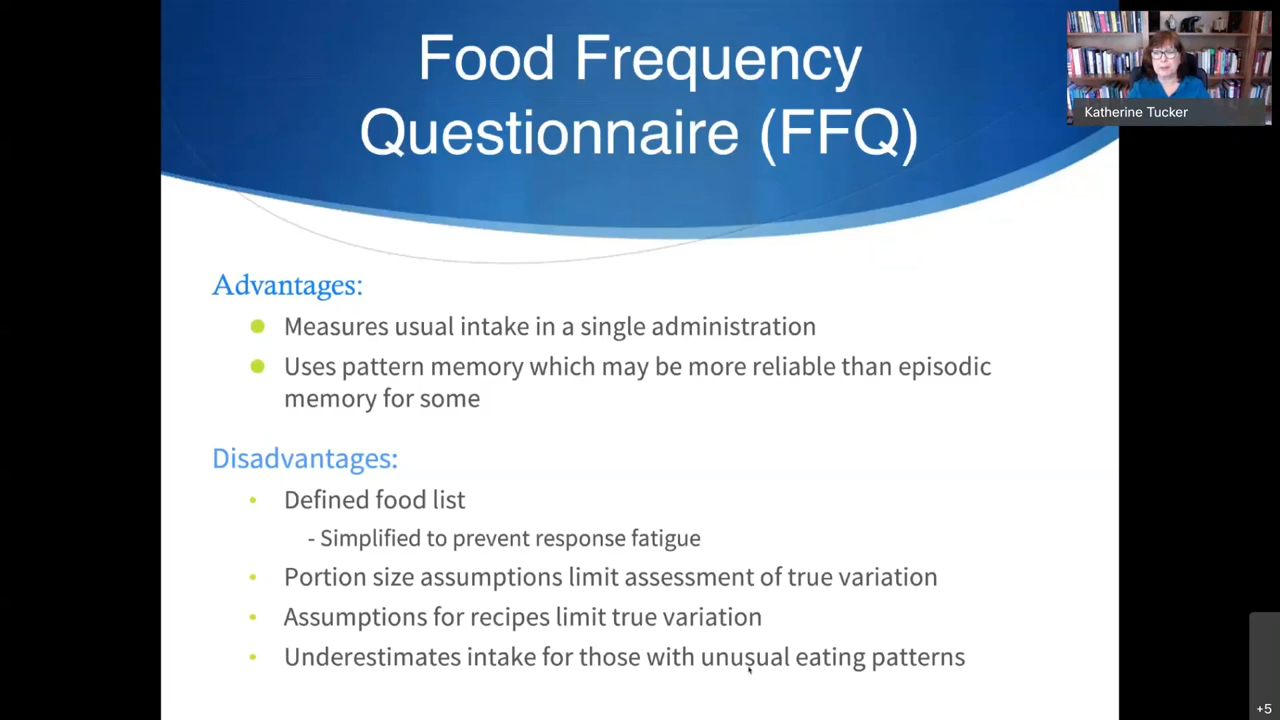 Food Frequency
Questionnaire (FFQ)
Katherine Tucker
Advantages:
Measures usual intake in a single administration
Uses pattern memory which may be more reliable than episodic
memory for some
Disadvantages:
Defined food list
- Simplified to prevent response fatigue
Portion size assumptions limit assessment of true variation
Assumptions for recipes limit true variation
Underestimates intake for those with unusual eating patterns
+5